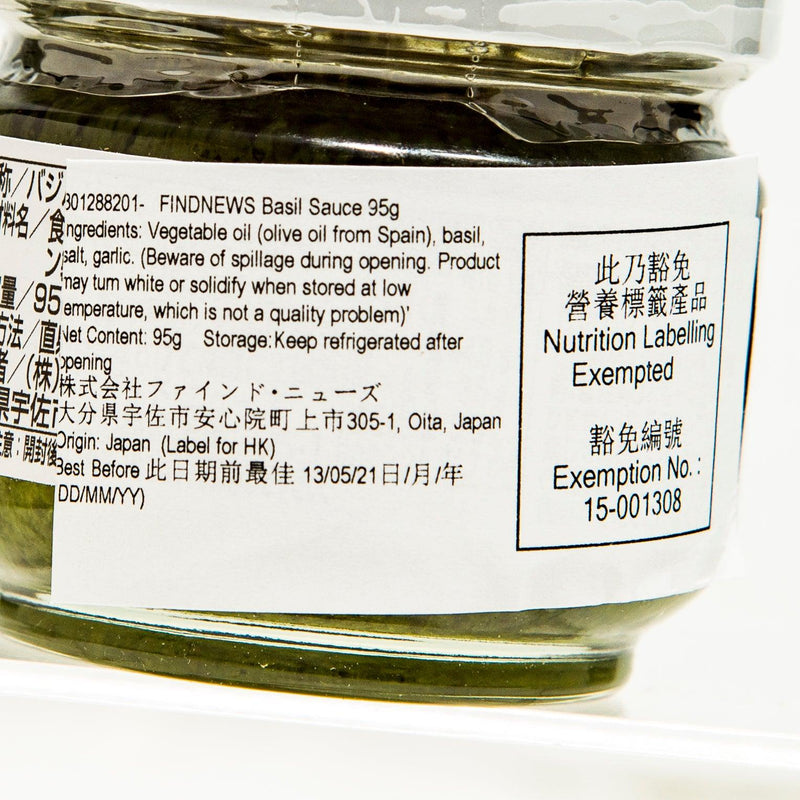 称／バジ
材料名／食
ン
量／95
方法／直
者／(株)
県宇佐市
注意：開封後
301288201- FINDNEWS Basil Sauce 95g
Ingredients: Vegetable oil (olive oil from Spain), basil,
salt, garlic. (Beware of spillage during opening. Product
may turn white or solidify when stored at low
temperature, which is not a quality problem)'
Net Content: 95g Storage:Keep refrigerated after
opening
株式会社ファインド・ニューズ
大分県宇佐市安心院町上市305-1, Oita, Japan
Origin: Japan (Label for HK)
Best Before 此日期前最佳 13/05/21日/月/年
(DD/MM/YY)
此乃豁免
營養標籤產品
Nutrition Labelling
Exempted
豁免編號
Exemption No. :
15-001308